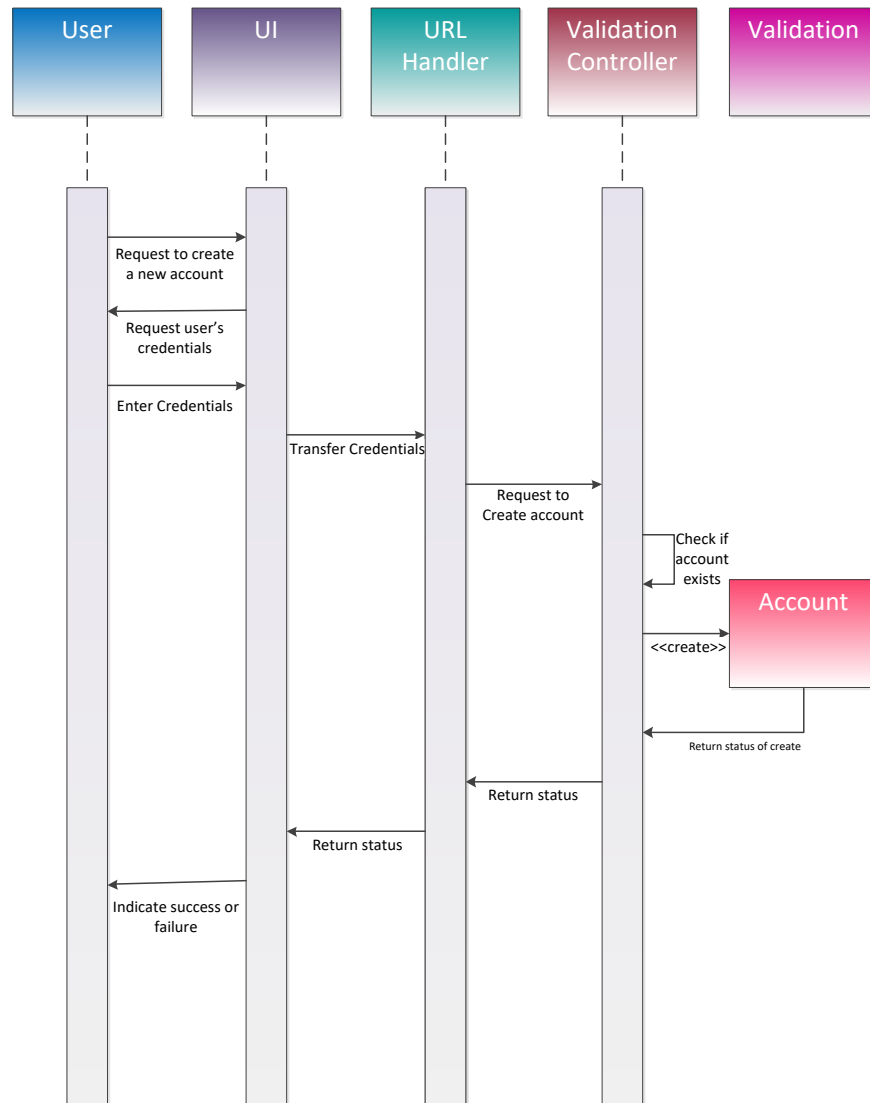 User
UI
URL
Handler
Validation
Controller
Validation
Request to create
a new account
Request user’s
credentials
Enter Credentials
Transfer Credentials
Request to
Create account
Check if
account
exists
Account
<<create>>
Return status of create
Return status
Return status
Indicate success or
failure